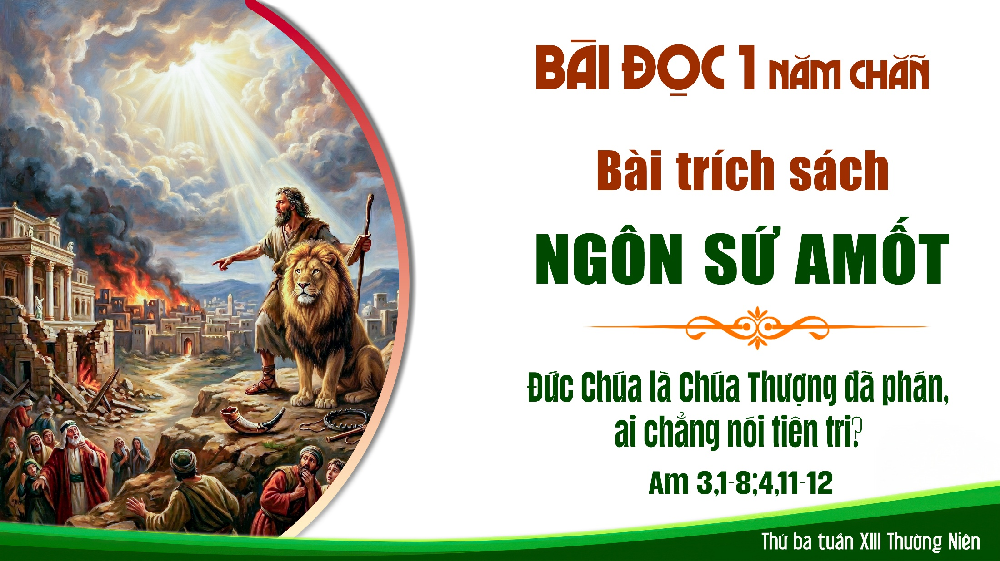 BÀI ĐỌC 1 NĂM CHẴN
Bài trích sách
NGÔN SỨ AMỐT
Đức Chúa là Chúa Thượng đã phán,
ai chẳng nói tiên tri?
Am 3,1-8;4,11-12
Thứ ba tuần XIII Thường Niên